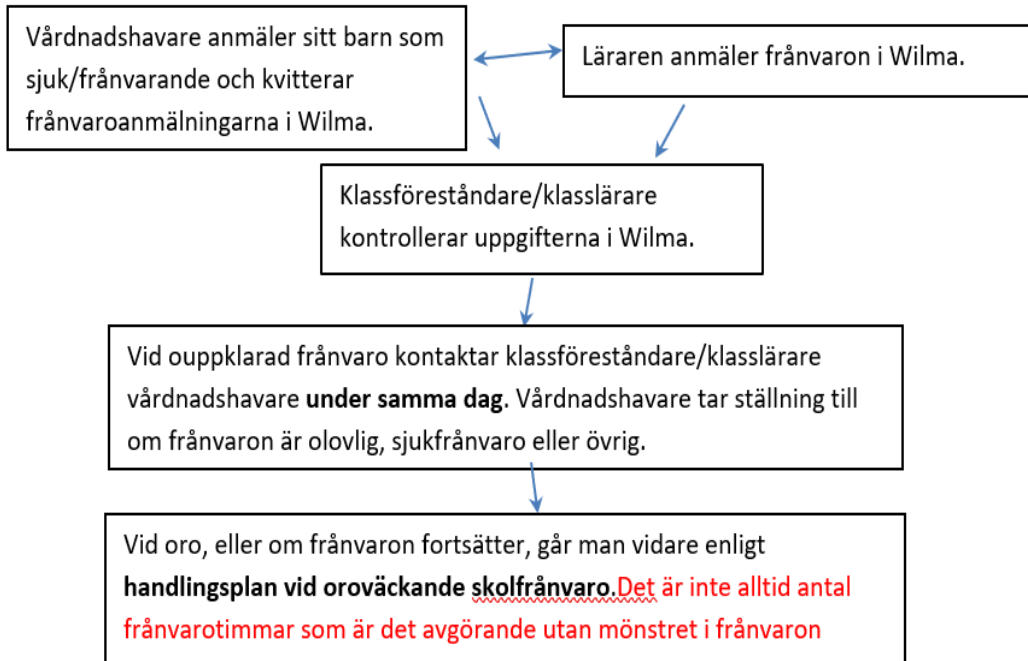 Vårdnadshavare anmäler sitt barn som
sjuk/frånvarande och kvitterar
frånvaroanmälningarna i Wilma.
Läraren anmäler frånvaron i Wilma.
Klassföreståndare/klasslärare
kontrollerar uppgifterna i Wilma.
Vid ouppklarad frånvaro kontaktar klassföreståndare/klasslärare
vårdnadshavare under samma dag. Vårdnadshavare tar ställning till
om frånvaron är olovlig, sjukfrånvaro eller övrig.
Vid oro, eller om frånvaron fortsätter, går man vidare enligt
handlingsplan vid oroväckande skolfrånvaro.Det är inte alltid antal
frånvarotimmar som är det avgörande utan mönstret i frånvaron